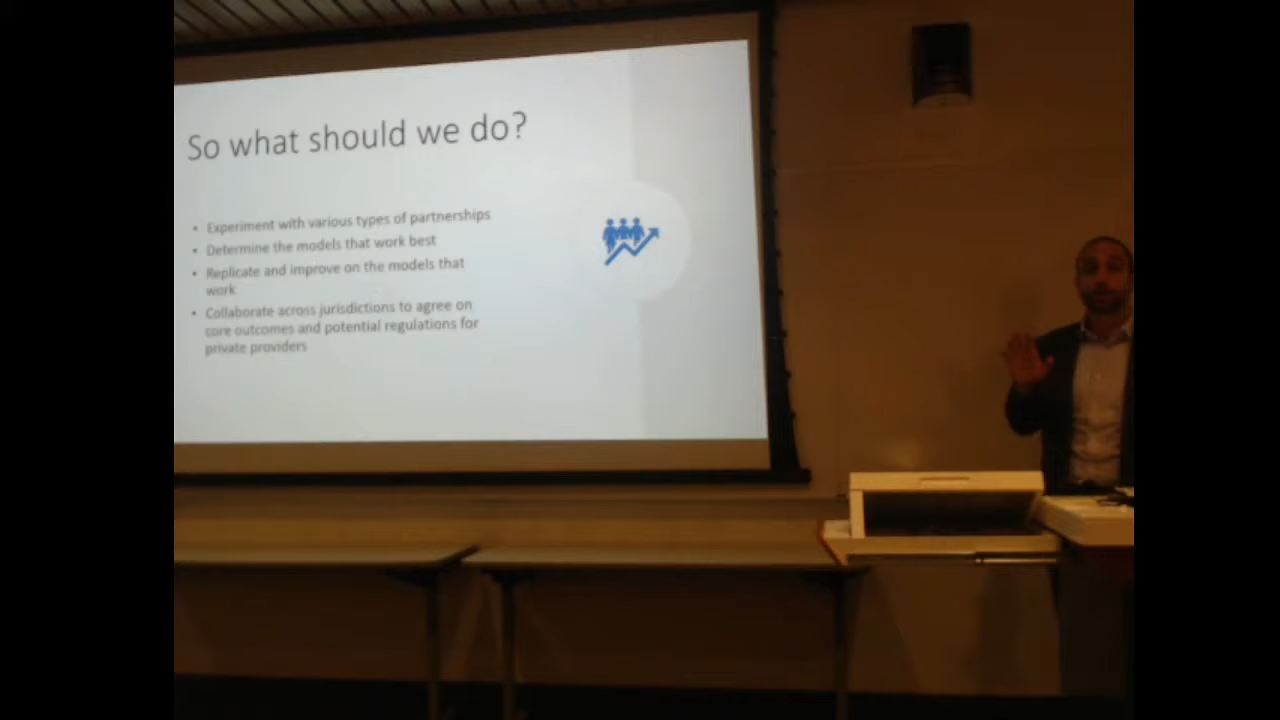 So what should we do?
• Experiment with various types of partnerships
• Determine the models that work best
• Replicate and improve on the models that
work
• Collaborate across jurisdictions to agree on
core outcomes and potential regulations for
private providers